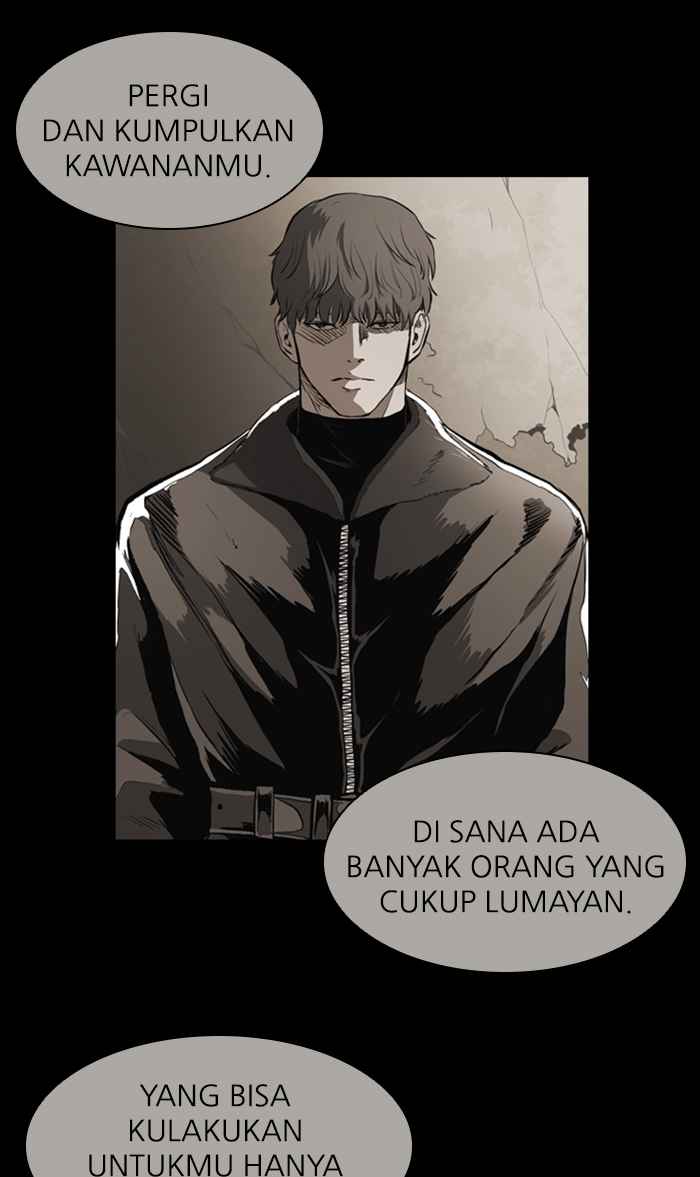 PERGI
DAN KUMPULKAN
KAWANANMU.
DI SANA ADA
BANYAK ORANG YANG
CUKUP LUMAYAN.
YANG BISA
KULAKUKAN
UNTUKMU HANYA